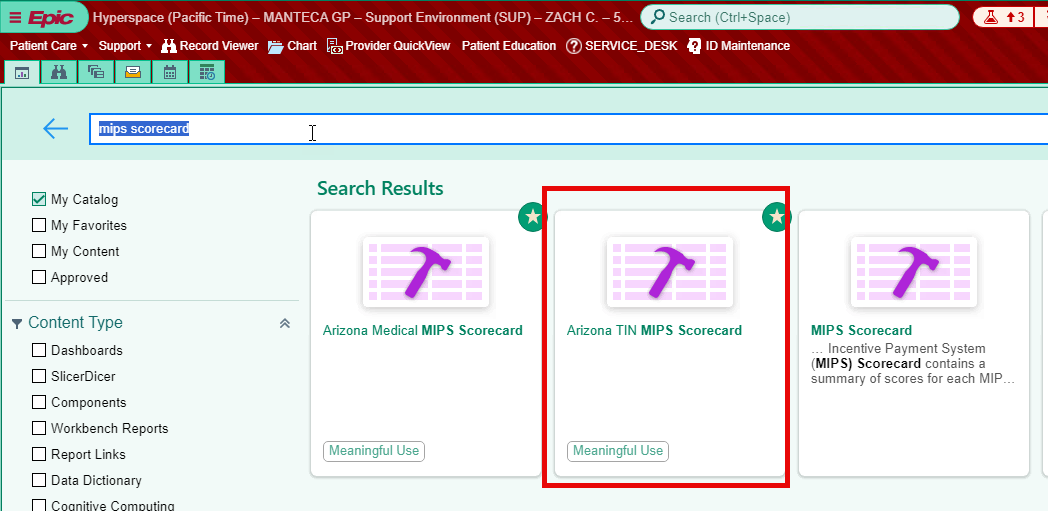 Epic Hyperspace (Pacific Time) – MANTECA GP – Support Environment (SUP) – ZACH C. – 5… Search (Ctrl+Space) 3
Patient Care Support Record Viewer Chart Provider QuickView Patient Education SERVICE_DESK ID Maintenance
mips scorecard
My Catalog
My Favorites
My Content
Approved
Content Type
Dashboards
SlicerDicer
Components
Workbench Reports
Report Links
Data Dictionary
Cognitive Computing
Search Results
Arizona Medical MIPS Scorecard
Meaningful Use
Arizona TIN MIPS Scorecard
Meaningful Use
MIPS Scorecard
… Incentive Payment System
(MIPS) Scorecard contains a
summary of scores for each MIP…